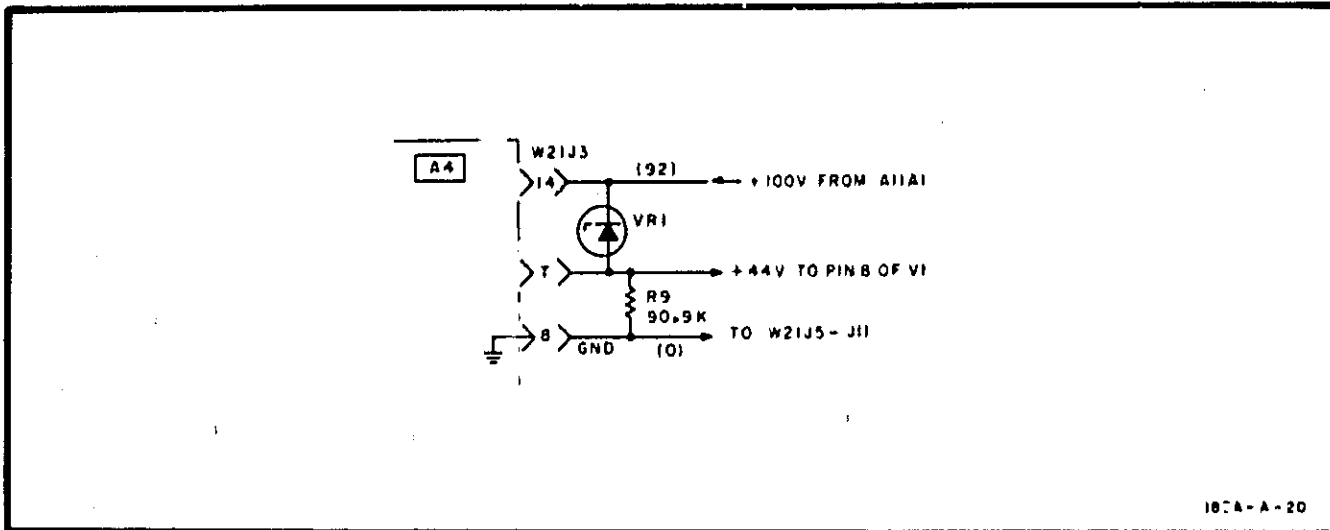 W21J3
A4
14
(92)
+100V FROM A11A1
VR1
7
+44V TO PIN 8 OF V1
R9
90.9K
8
GND
(0)
TO W21J5-J11